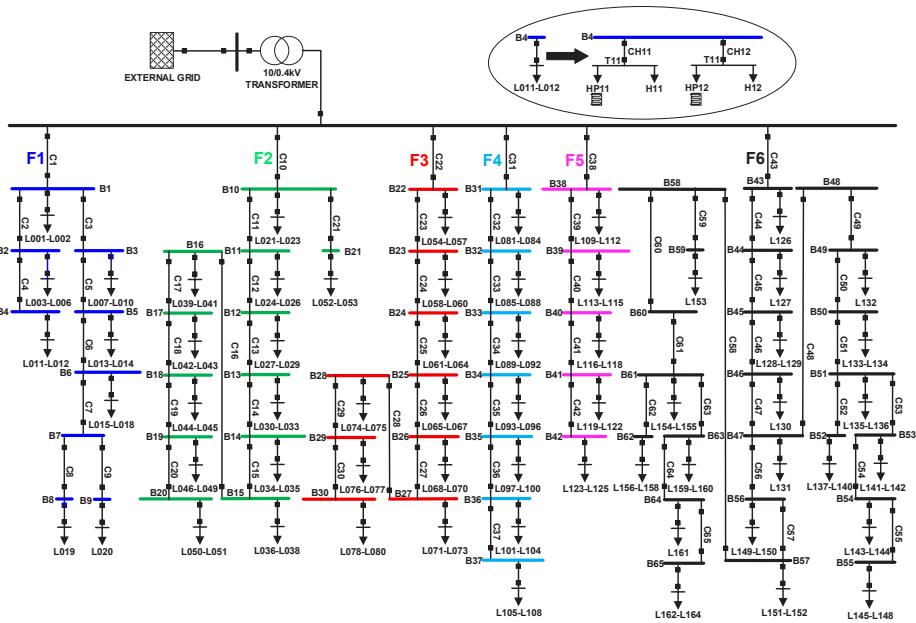 EXTERNAL GRID
10/0.4kV
TRANSFORMER
B4
L011-L012
B4
CH11
T11
HP11
H11
CH12
T11
HP12
H12
F1
C1
B1
C2
L001-L002
C3
B2
B3
C4
L003-L006
C5
L007-L010
B4
B5
L011-L012
C6
L013-L014
B6
C7
L015-L018
B7
C8
C9
B8
B9
L019
L020
F2
C10
B10
C11
L021-L023
C21
B16
B11
B21
C17
L039-L041
C12
L024-L026
L052-L053
B17
B12
C18
L042-L043
C16
C13
L027-L029
B18
B13
C19
L044-L045
C14
L030-L033
B19
B14
C20
L046-L049
C15
L034-L035
B20
B15
L050-L051
L036-L038
F3
C22
B22
C23
L054-L057
B23
C24
L058-L060
B24
C25
L061-L064
B28
B25
C29
L074-L075
C28
C26
L065-L067
B29
B26
C30
L076-L077
C27
L068-L070
B30
B27
L078-L080
L071-L073
F4
C31
B31
C32
L081-L084
B32
C33
L085-L088
B33
C34
L089-L092
B34
C35
L093-L096
B35
C36
L097-L100
B36
C37
L101-L104
B37
L105-L108
F5
C38
B38
C39
L109-L112
B39
C40
L113-L115
B40
C41
L116-L118
B41
C42
L119-L122
B42
L123-L125
F6
C43
B58
B43
B48
C60
C59
C44
L126
C49
B59
B44
B49
L153
C45
L127
C50
L132
B60
B45
B50
C61
C58
C46
L128-L129
C48
C51
L133-L134
B61
B46
B51
C62
L154-L155
C63
C47
L130
C52
L135-L136
C53
B62
B63
B47
B52
B53
L156-L158
C64
L159-L160
C56
L131
L137-L140
C54
L141-L142
B64
B56
B54
L161
C65
L149-L150
C57
L143-L144
C55
B65
B57
B55
L162-L164
L151-L152
L145-L148